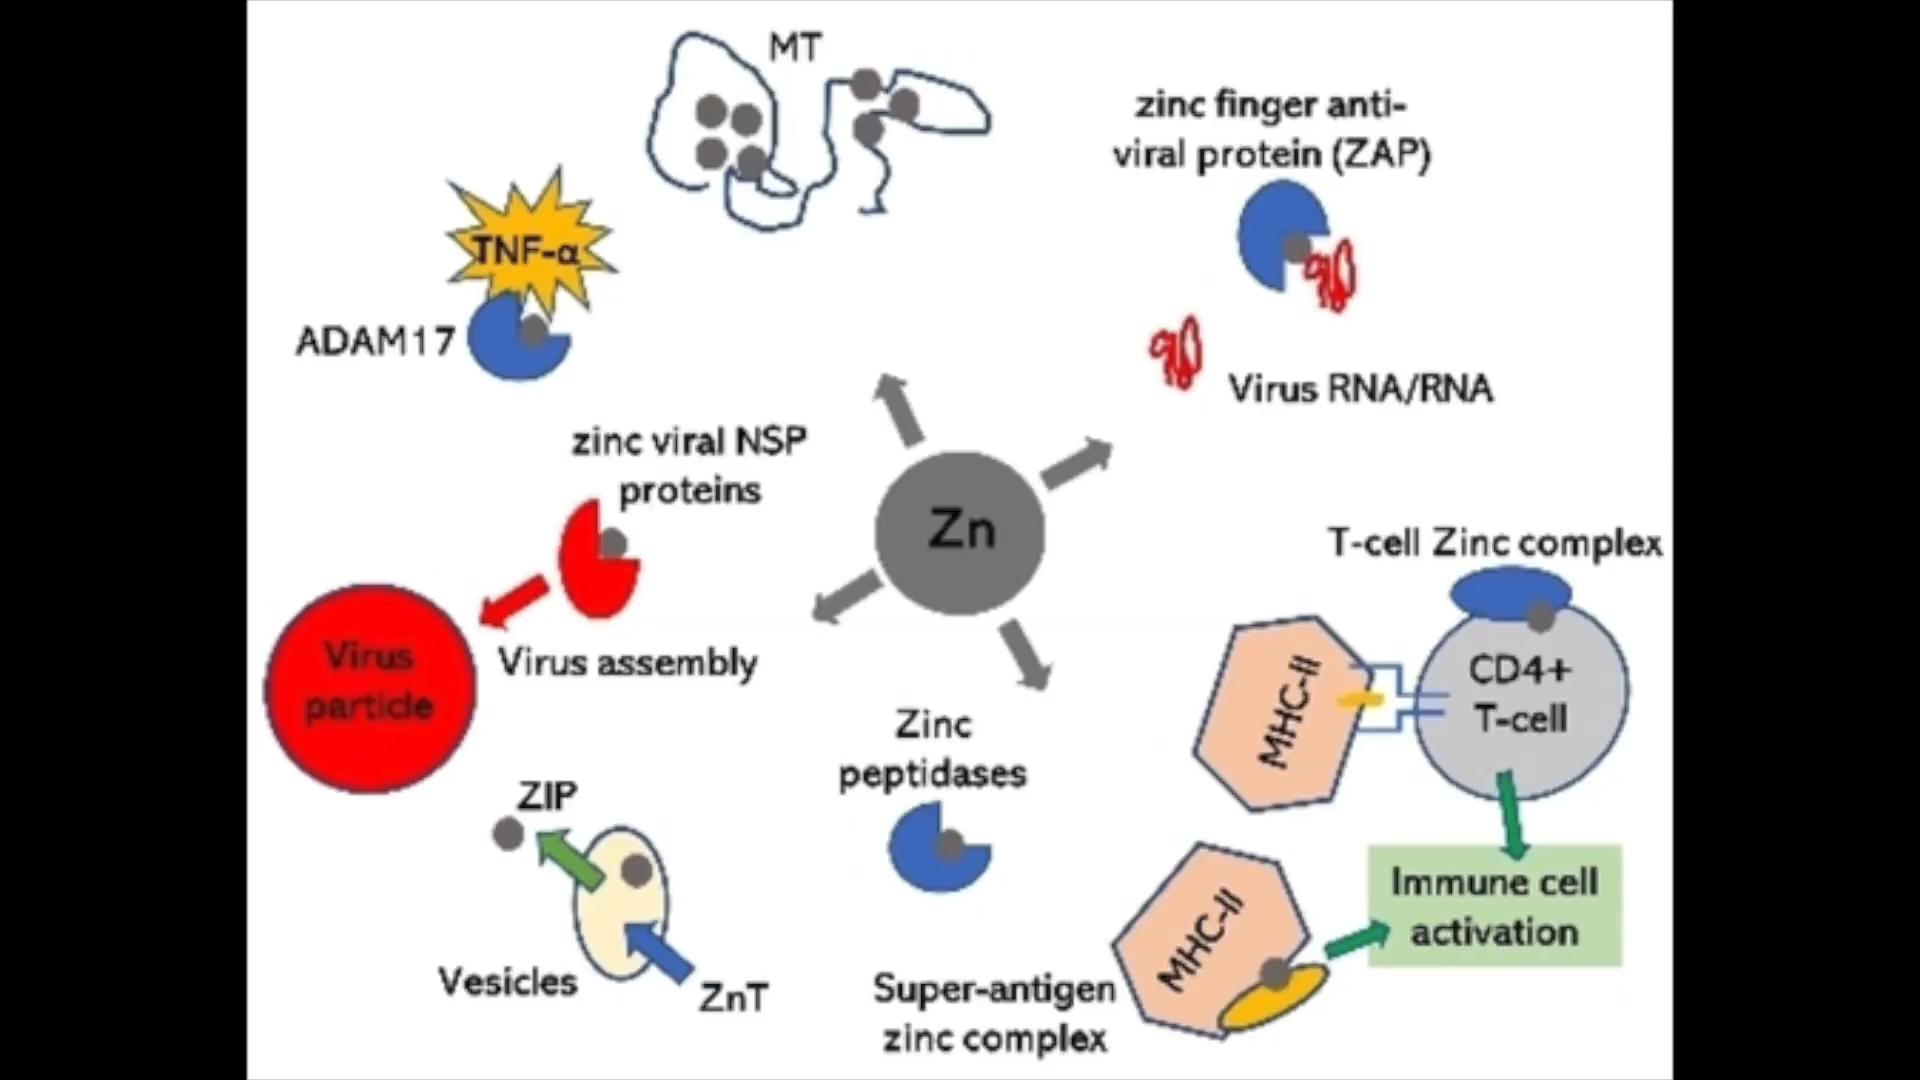 MT
zinc finger anti-
viral protein (ZAP)
TNF-α
ADAM17
Virus RNA/RNA
zinc viral NSP
proteins
Zn
T-cell Zinc complex
Virus
particle
Virus assembly
MHC-II
CD4+
T-cell
Zinc
peptidases
ZIP
Vesicles
ZnT
MHC-II
Immune cell
activation
Super-antigen
zinc complex